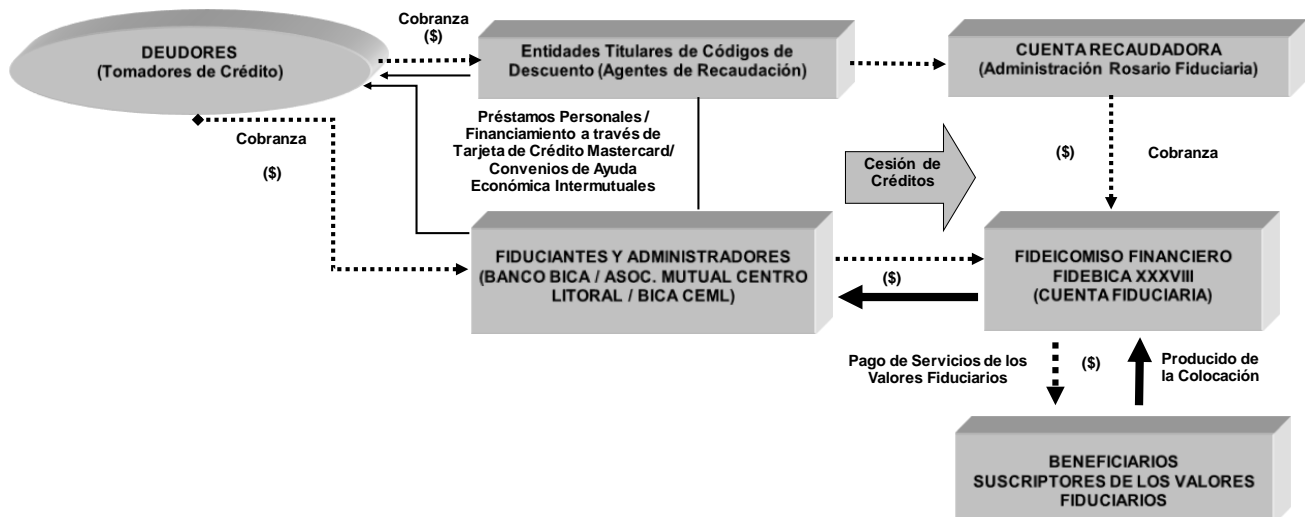 DEUDORES
(Tomadores de Crédito)
Cobranza
($)
Entidades Titulares de Códigos de
Descuento (Agentes de Recaudación)
CUENTA RECAUDADORA
(Administración Rosario Fiduciaria)
Cobranza
($)
Préstamos Personales /
Financiamiento a través de
Tarjeta de Crédito Mastercard/
Convenios de Ayuda
Económica Intermutuales
Cesión de
Créditos
($)
Cobranza
FIDUCIANTES Y ADMINISTRADORES
(BANCO BICA / ASOC. MUTUAL CENTRO
LITORAL / BICA CEML)
($)
FIDEICOMISO FINANCIERO
FIDEBICA XXXVIII
(CUENTA FIDUCIARIA)
Pago de Servicios de los
Valores Fiduciarios
($)
Producido de
la Colocación
BENEFICIARIOS
SUSCRIPTORES DE LOS VALORES
FIDUCIARIOS